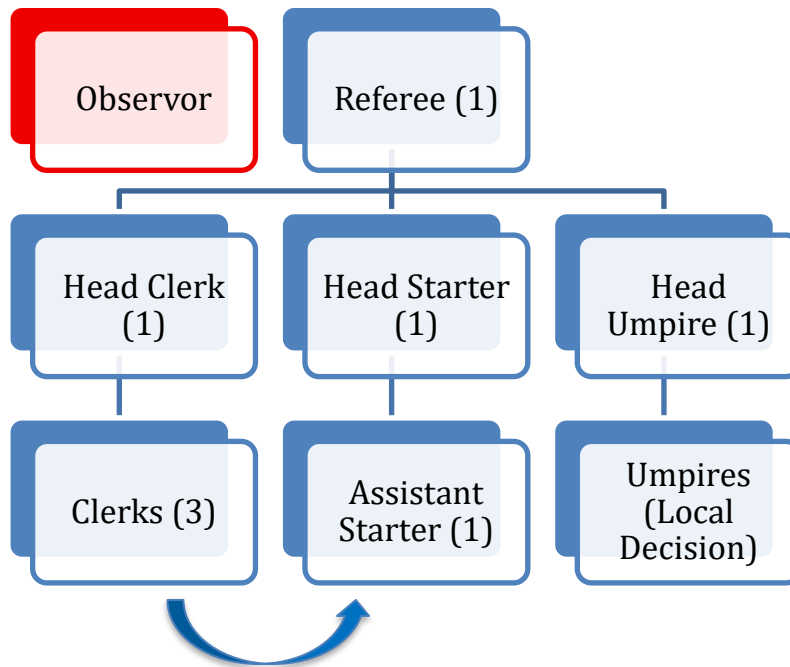 Observor
Referee (1)
Head Clerk
(1)
Head Starter
(1)
Head
Umpire (1)
Clerks (3)
Assistant
Starter (1)
Umpires
(Local
Decision)